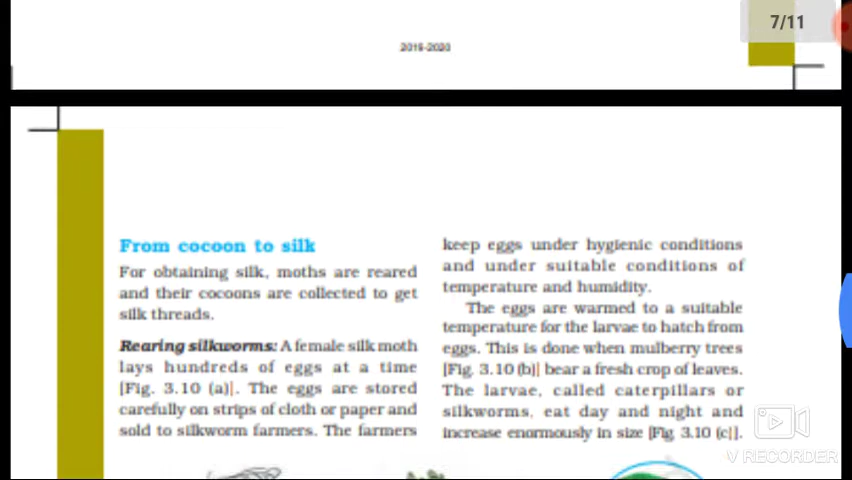 7/11
2019-2020
From cocoon to silk
For obtaining silk, moths are reared
and their cocoons are collected to get
silk threads.
Rearing silkworms: A female silk moth
lays hundreds of eggs at a time
[Fig. 3.10 (a)]. The eggs are stored
carefully on strips of cloth or paper and
sold to silkworm farmers. The farmers
keep eggs under hygienic conditions
and under suitable conditions of
temperature and humidity.
The eggs are warmed to a suitable
temperature for the larvae to hatch from
eggs. This is done when mulberry trees
[Fig. 3.10 (b)] bear a fresh crop of leaves.
The larvae, called caterpillars or
silkworms, eat day and night and
increase enormously in size [Fig. 3.10 (c)].
V RECORDER